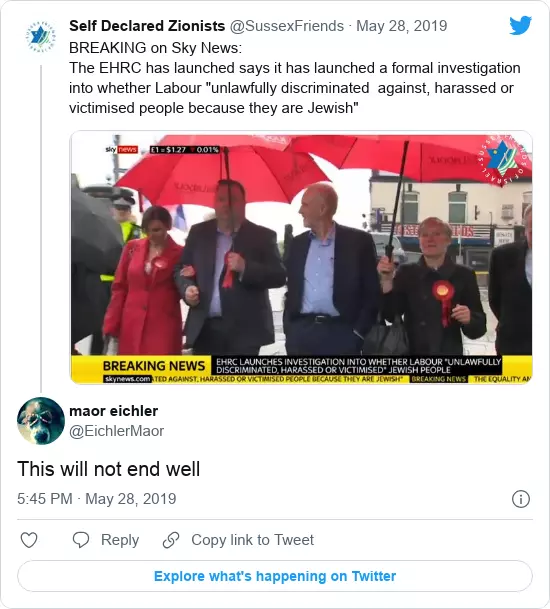 Self Declared Zionists @SussexFriends · May 28, 2019
BREAKING on Sky News:
The EHRC has launched says it has launched a formal investigation
into whether Labour "unlawfully discriminated  against, harassed or
victimised people because they are Jewish"
sky news £1 = $1.27 0.01%
BREAKING NEWS
EHRC LAUNCHES INVESTIGATION INTO WHETHER LABOUR "UNLAWFULLY
DISCRIMINATED, HARASSED OR VICTIMISED" JEWISH PEOPLE
skynews.com
TED AGAINST, HARASSED OR VICTIMISED PEOPLE BECAUSE THEY ARE JEWISH" BREAKING NEWS THE EQUALITY AN
maor eichler
@EichlerMaor
This will not end well
5:45 PM · May 28, 2019
Reply
Copy link to Tweet
Explore what's happening on Twitter